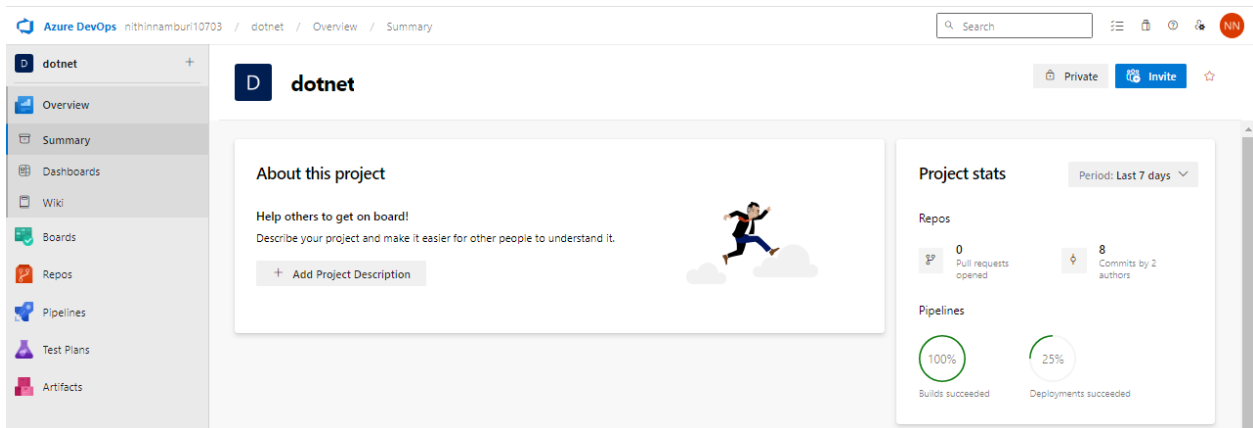 Azure DevOps nithinnamburi10703 / dotnet / Overview / Summary
Search
NN
D dotnet +
Overview
Summary
Dashboards
Wiki
Boards
Repos
Pipelines
Test Plans
Artifacts
D dotnet
Private
Invite
About this project
Help others to get on board!
Describe your project and make it easier for other people to understand it.
+ Add Project Description
Project stats
Period: Last 7 days
Repos
0
Pull requests
opened
8
Commits by 2
authors
Pipelines
100%
Builds succeeded
25%
Deployments succeeded